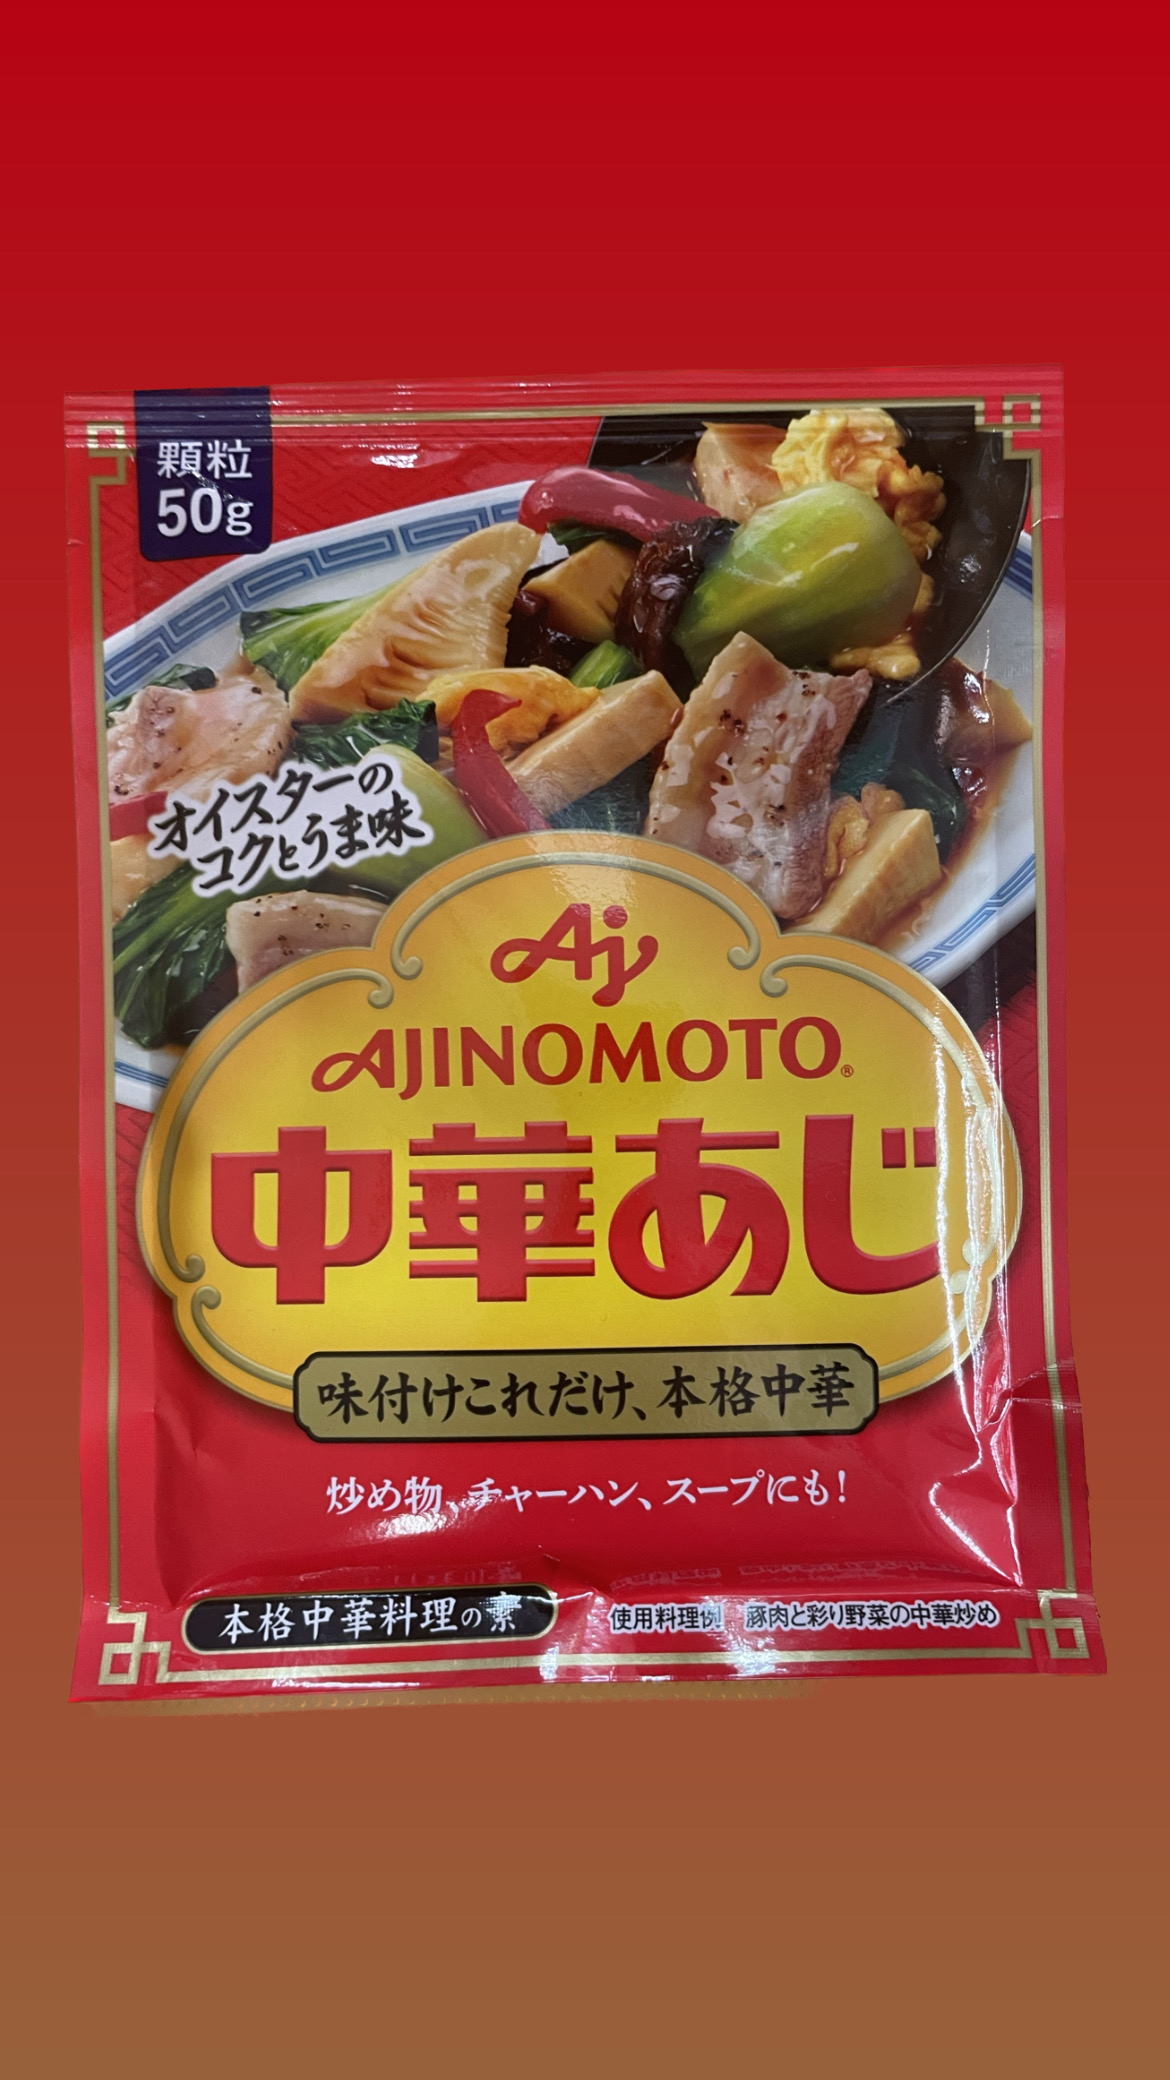 顆粒
50g
オイスターの
コクとうま味
Aj
AJINOMOTO®
中華あじ
味付けこれだけ、本格中華
炒め物、チャーハン、スープにも！
本格中華料理の素
使用料理例 豚肉と彩り野菜の中華炒め